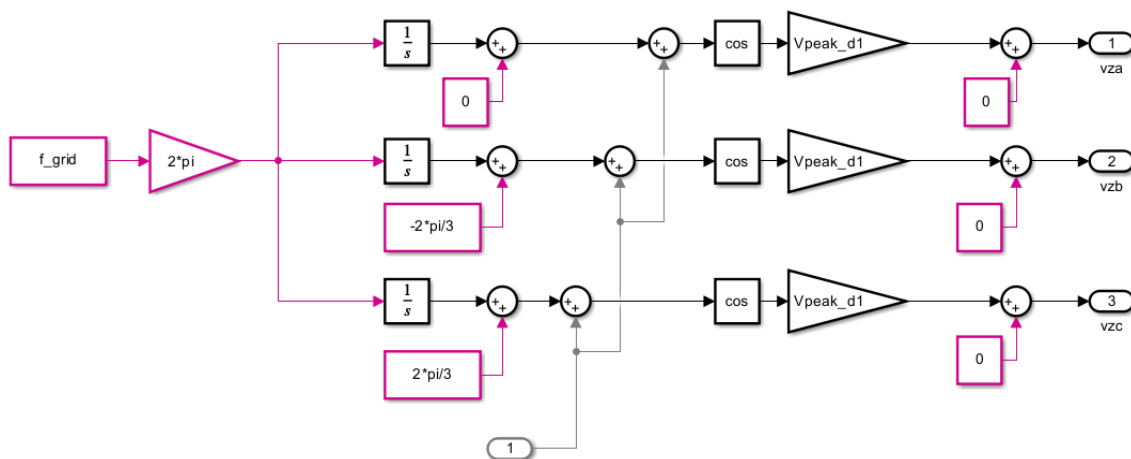 1/s
+
+
+
+
cos
Vpeak_d1
+
+
1
vza
0
0
f_grid
2*pi
1/s
+
+
+
+
cos
Vpeak_d1
+
+
2
vzb
-2*pi/3
0
1/s
+
+
+
+
cos
Vpeak_d1
+
+
3
vzc
2*pi/3
0
1